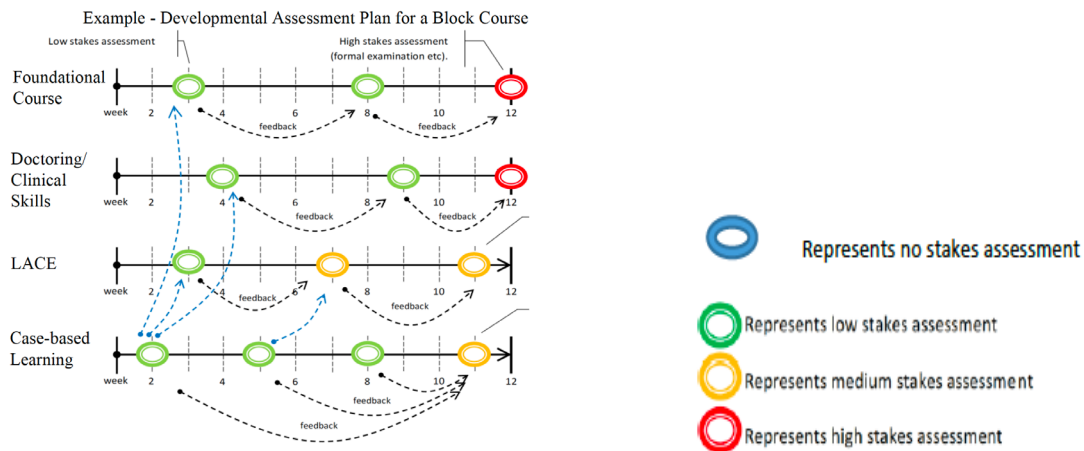 Example - Developmental Assessment Plan for a Block Course
Low stakes assessment
High stakes assessment
(formal examination etc).
Foundational
Course
week 2 4 6 8 10 12
feedback feedback
Doctoring/
Clinical
Skills
week 2 4 6 8 10 12
feedback feedback
LACE
week 2 4 6 8 10 12
feedback feedback
Case-based
Learning
week 2 4 6 8 10 12
feedback
feedback
Represents no stakes assessment
Represents low stakes assessment
Represents medium stakes assessment
Represents high stakes assessment